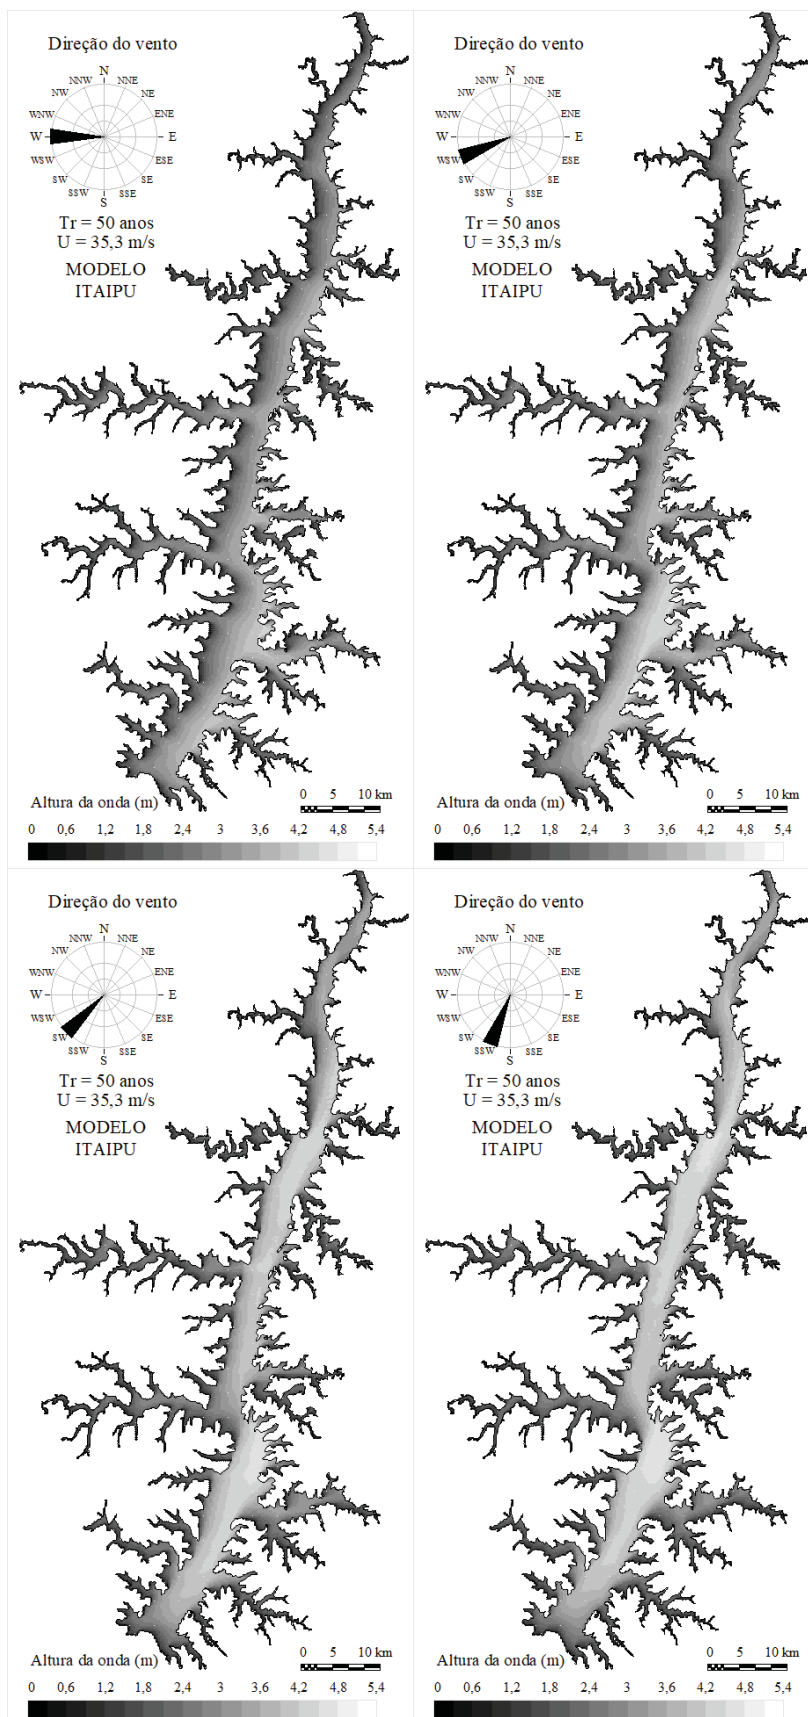 Direção do vento
N
NNW NNE
NW NE
WNW ENE
W E
WSW ESE
SW SE
SSW SSE
S
Tr = 50 anos
U = 35,3 m/s
MODELO
ITAIPU
0 5 10 km
Altura da onda (m)
0 0,6 1,2 1,8 2,4 3 3,6 4,2 4,8 5,4
Direção do vento
N
NNW NNE
NW NE
WNW ENE
W E
WSW ESE
SW SE
SSW SSE
S
Tr = 50 anos
U = 35,3 m/s
MODELO
ITAIPU
0 5 10 km
Altura da onda (m)
0 0.6 1,2 1,8 2,4 3 3,6 4,2 4,8 5,4
Direção do vento
N
NNW NNE
NW NE
WNW ENE
W E
WSW ESE
SW SE
SSW SSE
S
Tr = 50 anos
U = 35,3 m/s
MODELO
ITAIPU
0 5 10 km
Altura da onda (m)
0 0,6 1,2 1,8 2,4 3 3,6 4,2 4,8 5,4
Direção do vento
N
NNW NNE
NW NE
WNW ENE
W E
WSW ESE
SW SE
SSW SSE
S
Tr = 50 anos
U = 35,3 m/s
MODELO
ITAIPU
0 5 10 km
Altura da onda (m)
0 0,6 1,2 1,8 2,4 3 3,6 4,2 4,8 5,4